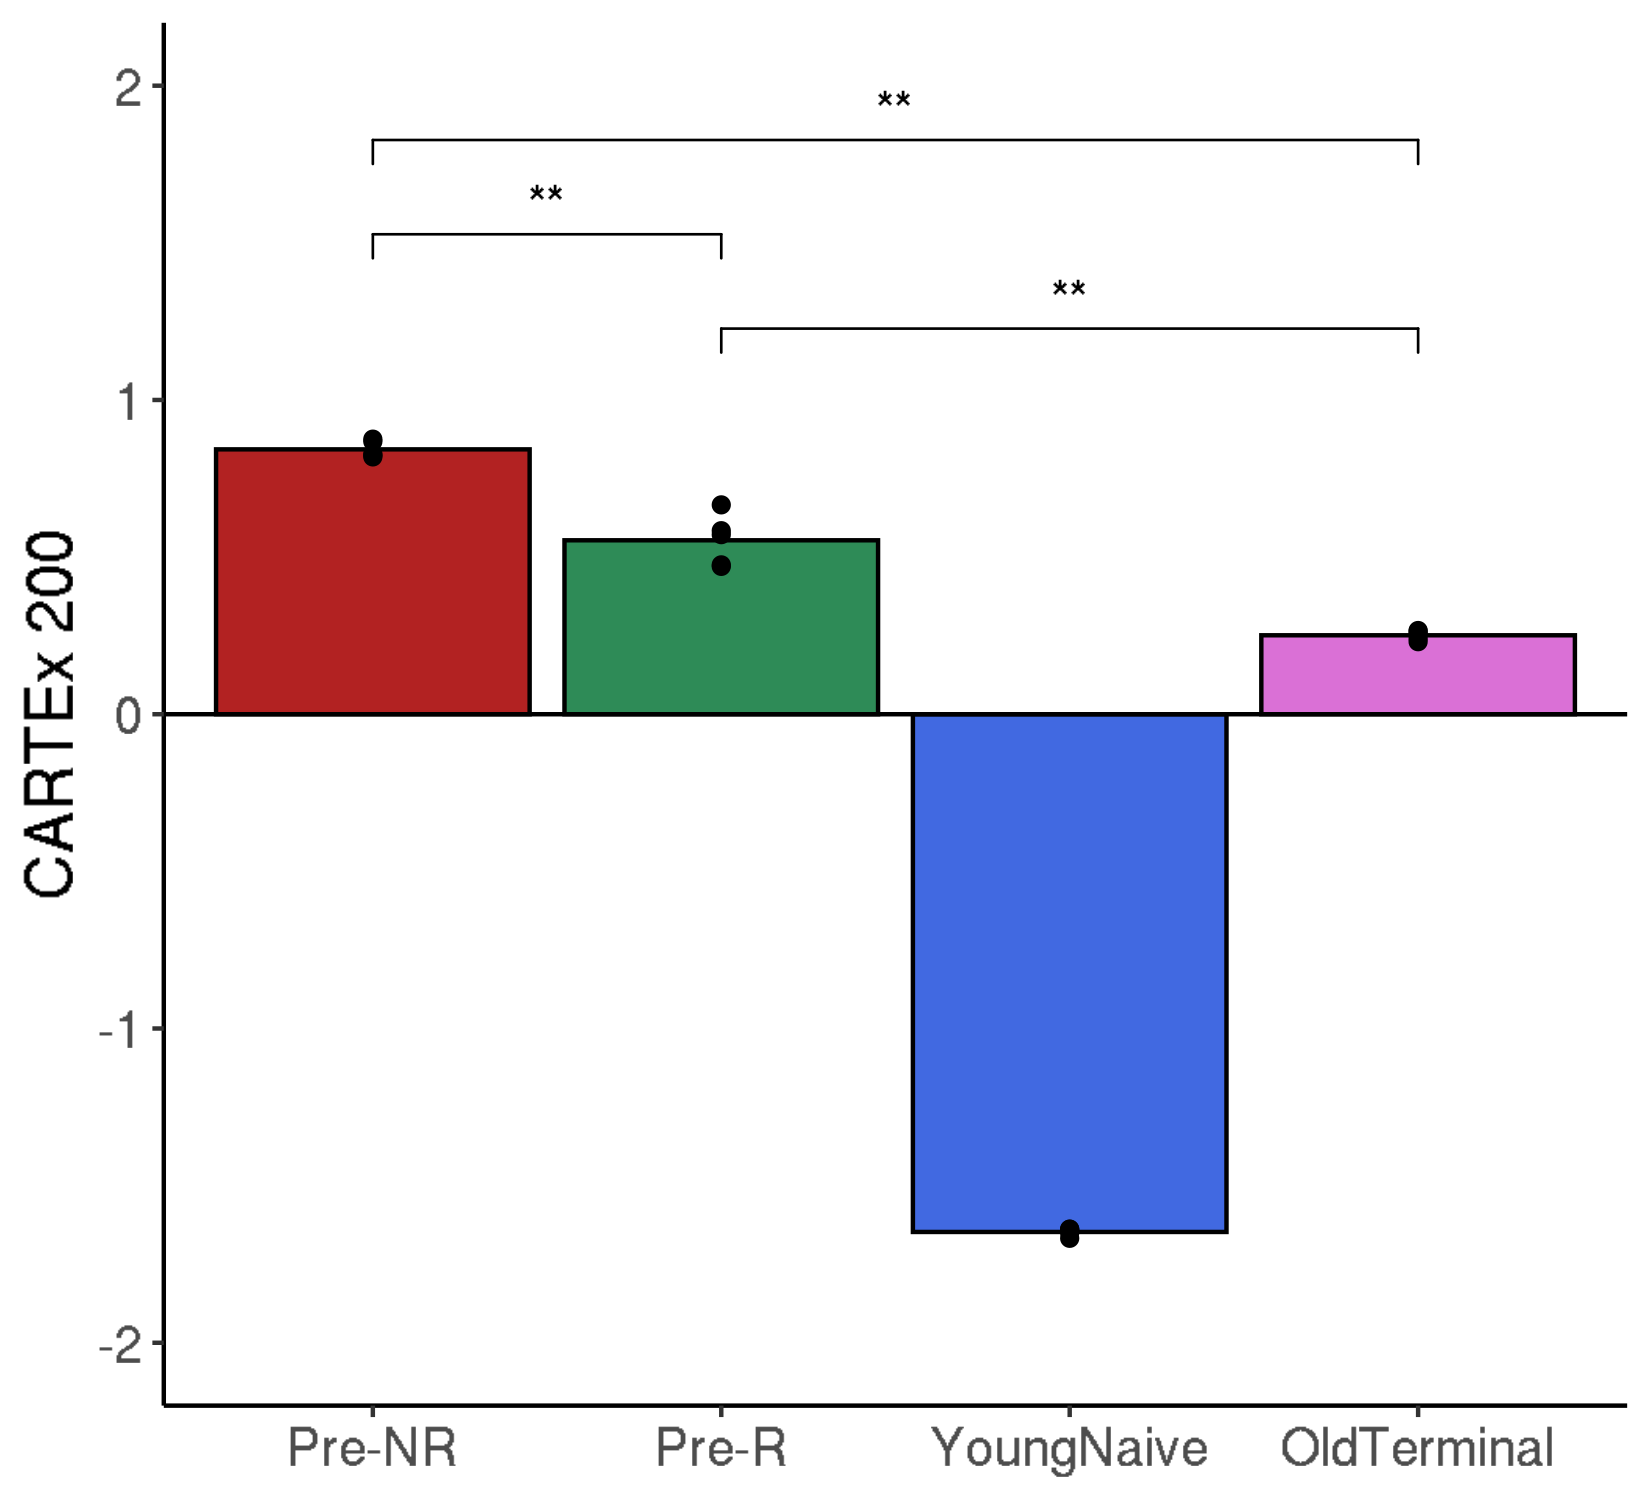 CARTEx 200
2
1
0
-1
-2
**
**
**
Pre-NR
Pre-R
YoungNaive
OldTerminal